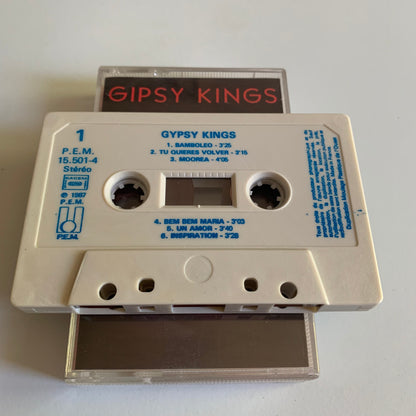 GIPSY KINGS
1
GYPSY KINGS
P.E.M.
15.501-4
Stéréo
1. BAMBOLEO - 3'25
2. TU QUIERES VOLVER - 3'15
3. MOOREA - 4'05
SACEM
℗ 1987
P.E.M.
P.E.M.
4. BEM BEM MARIA - 3'03
5. UN AMOR - 3'40
6. INSPIRATION - 3'28